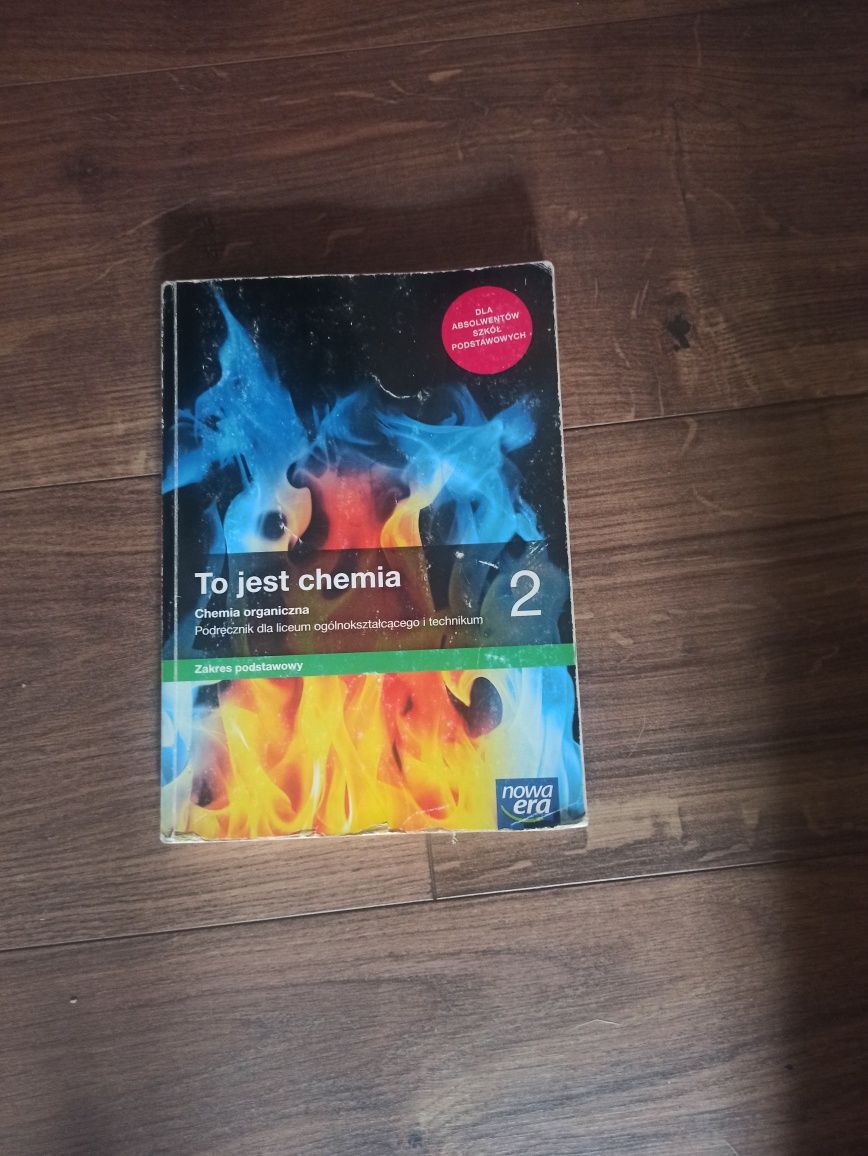 DLA
ABSOLWENTÓW
SZKÓŁ
PODSTAWOWYCH
To jest chemia
2
Chemia organiczna
Podręcznik dla liceum ogólnokształcącego i technikum
Zakres podstawowy
nowa
era